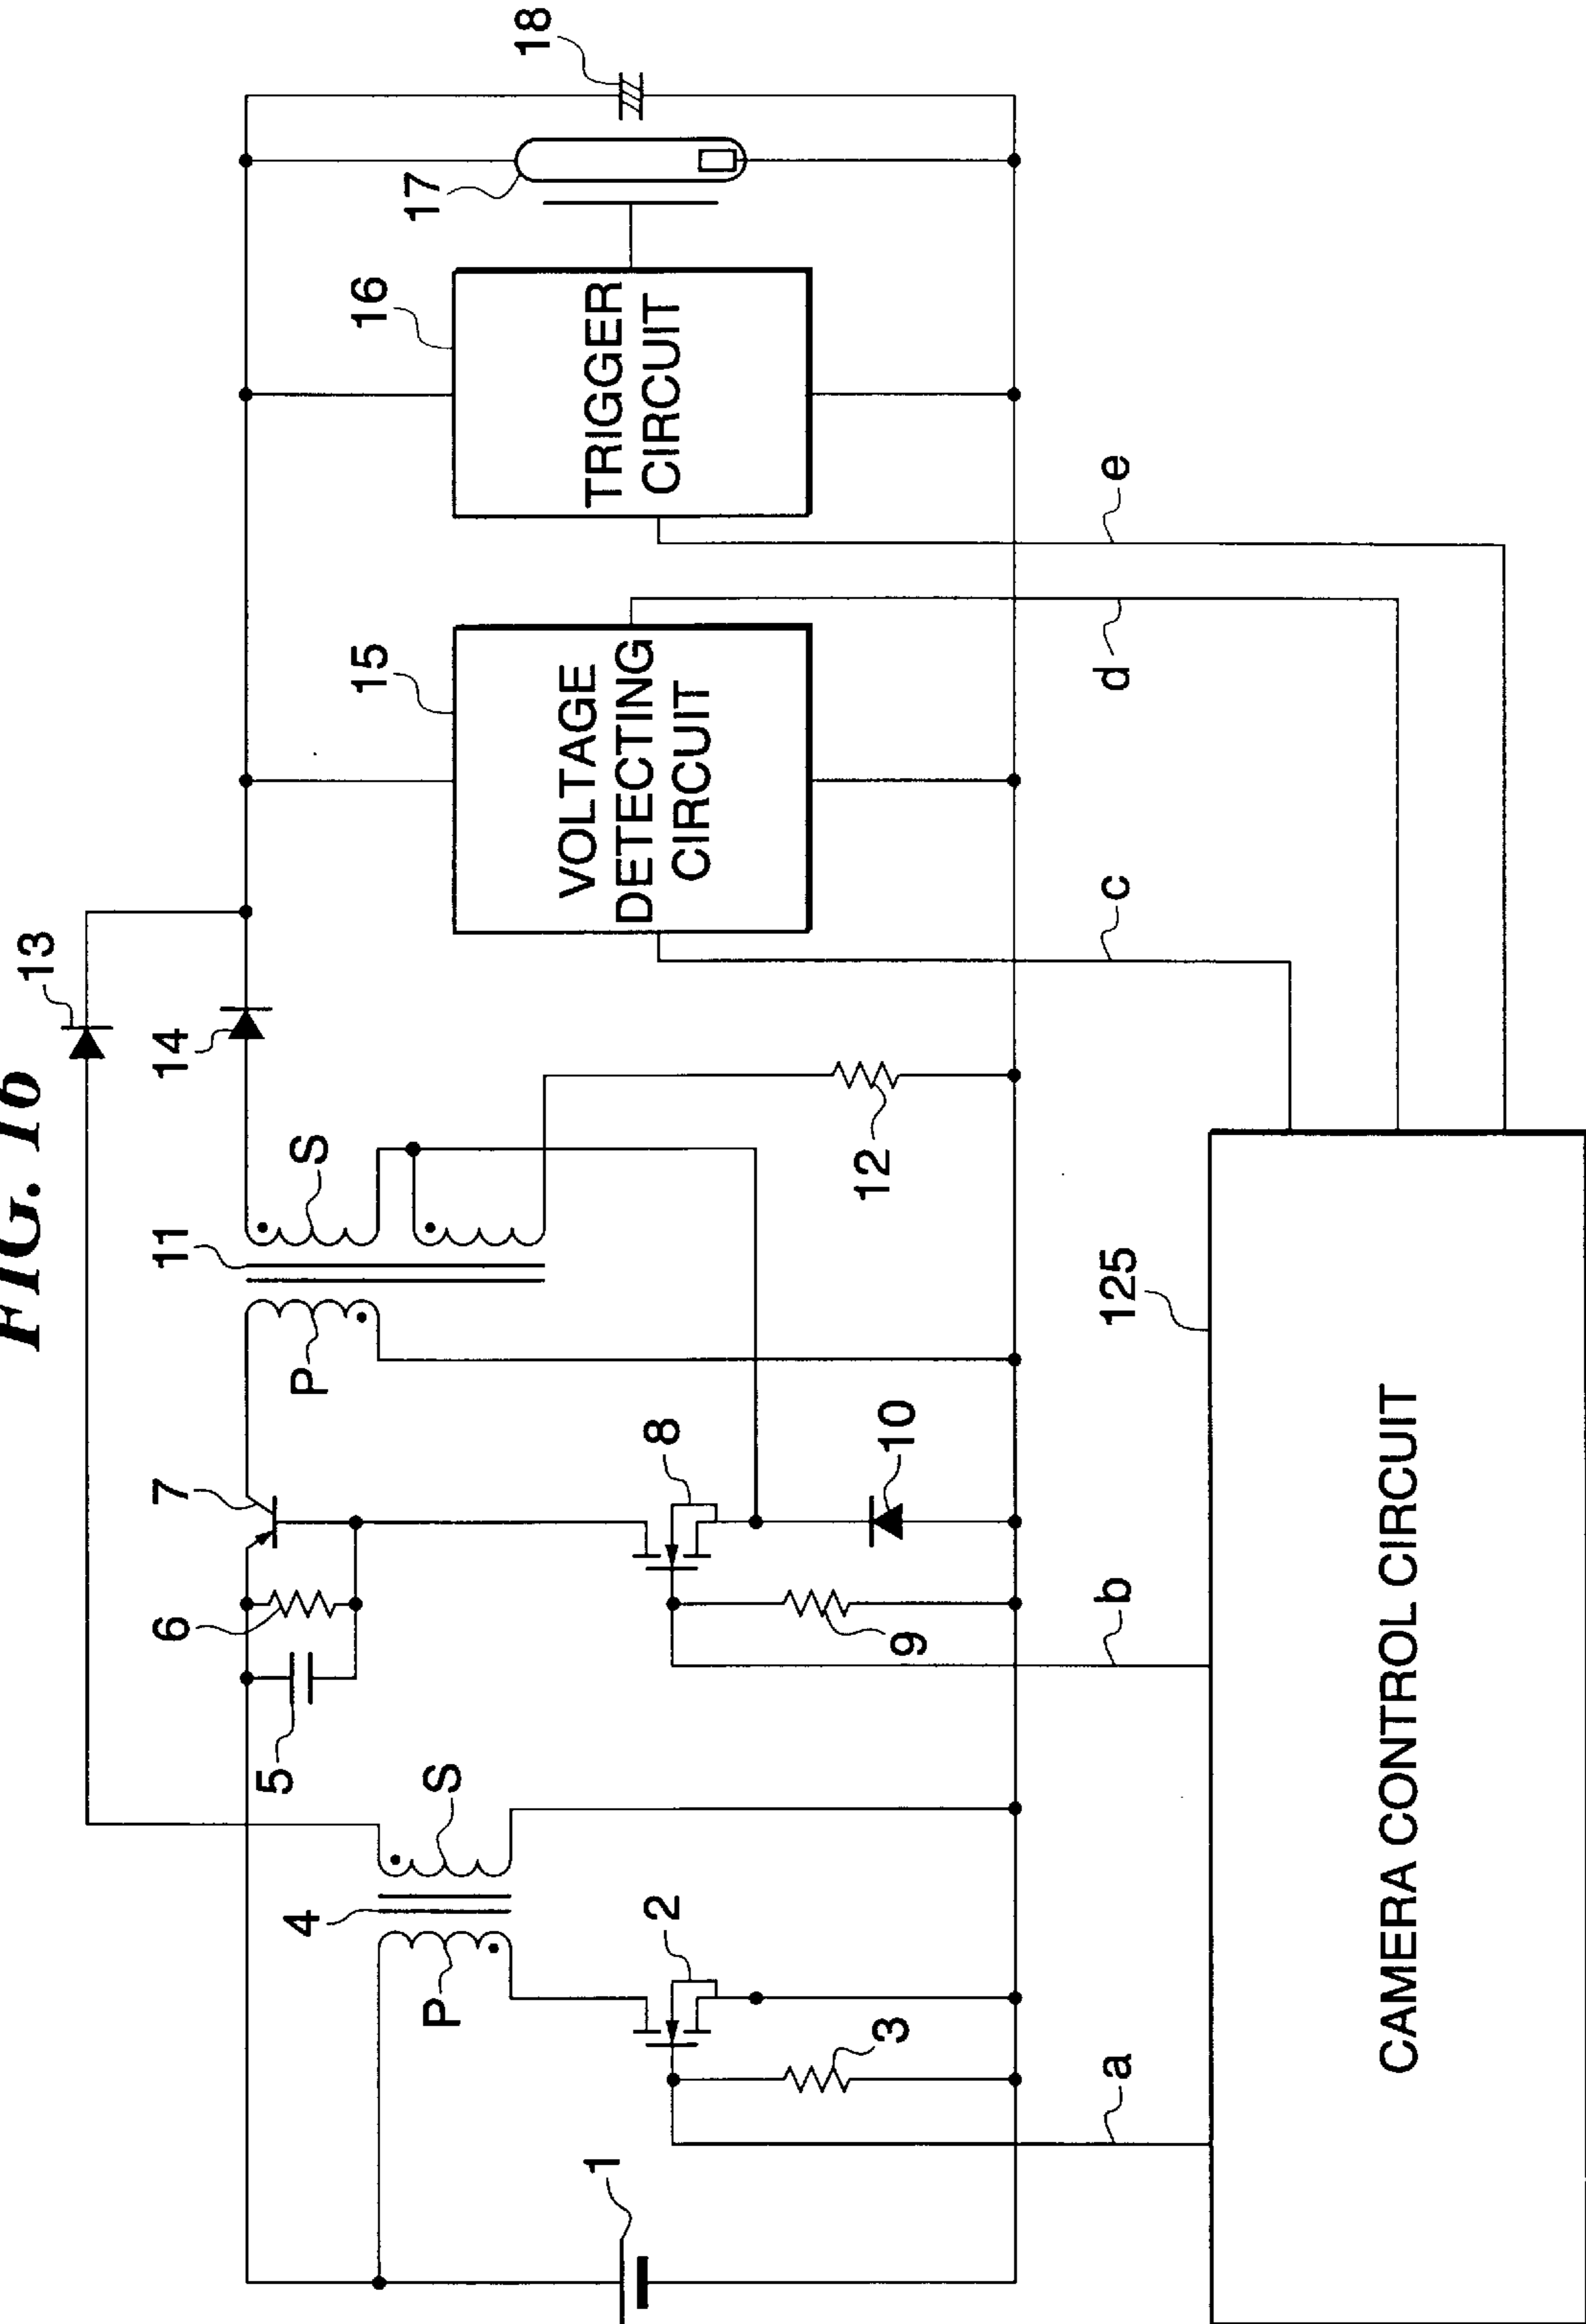 FIG. 16
13
5
6
7
11
14
P
S
4
P
S
15
16
17
18
VOLTAGE
DETECTING
CIRCUIT
TRIGGER
CIRCUIT
1
2
3
8
9
10
12
a
b
c
d
e
125
CAMERA CONTROL CIRCUIT